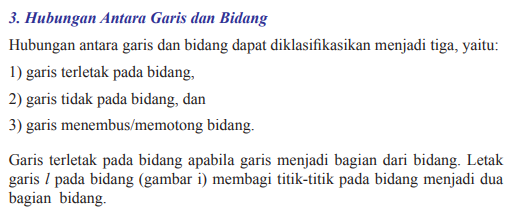 3. Hubungan Antara Garis dan Bidang
Hubungan antara garis dan bidang dapat diklasifikasikan menjadi tiga, yaitu:
1) garis terletak pada bidang,
2) garis tidak pada bidang, dan
3) garis menembus/memotong bidang.
Garis terletak pada bidang apabila garis menjadi bagian dari bidang. Letak
garis l pada bidang (gambar i) membagi titik-titik pada bidang menjadi dua
bagian bidang.